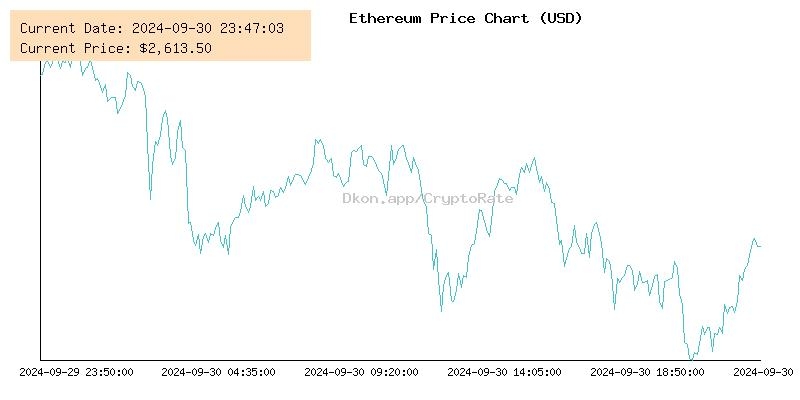 Ethereum Price Chart (USD)
Current Date: 2024-09-30 23:47:03
Current Price: $2,613.50
Dkon.app/CryptoRate
2024-09-29 23:50:00 2024-09-30 04:35:00 2024-09-30 09:20:00 2024-09-30 14:05:00 2024-09-30 18:50:00 2024-09-30